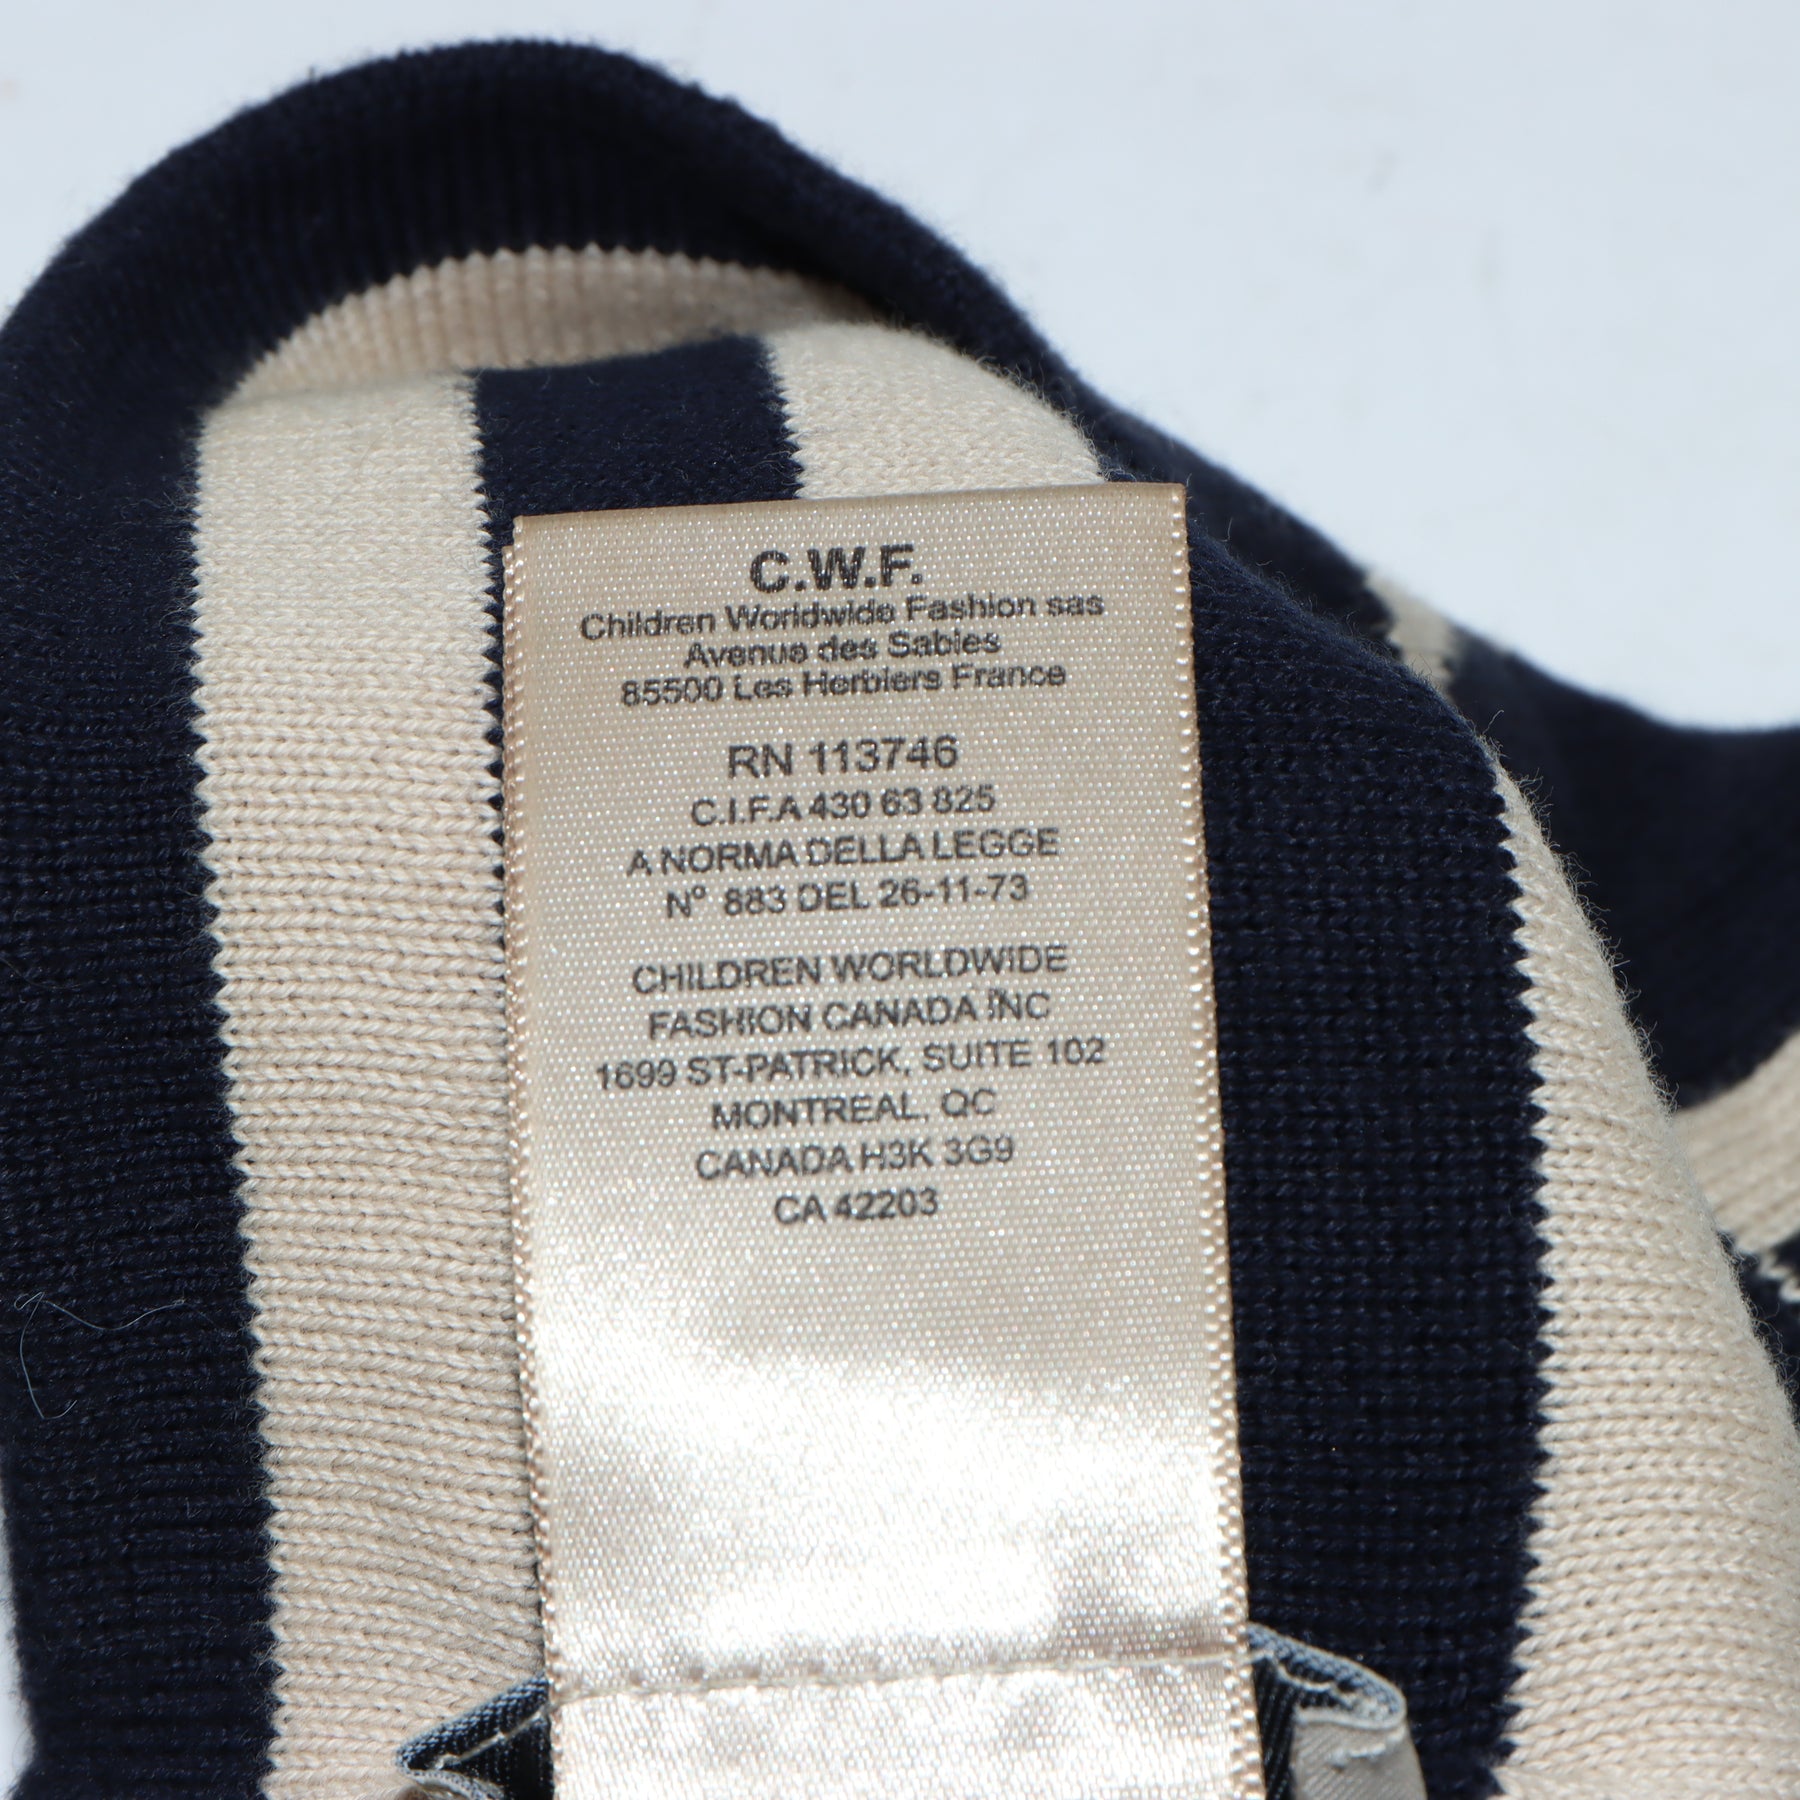 C.W.F.
Children Worldwide Fashion sas
Avenue des Sables
85500 Les Herbiers France
RN 113746
C.I.F.A 430 63 825
A NORMA DELLA LEGGE
N° 883 DEL 26-11-73
CHILDREN WORLDWIDE
FASHION CANADA INC
1699 ST-PATRICK, SUITE 102
MONTREAL, QC
CANADA H3K 3G9
CA 42203